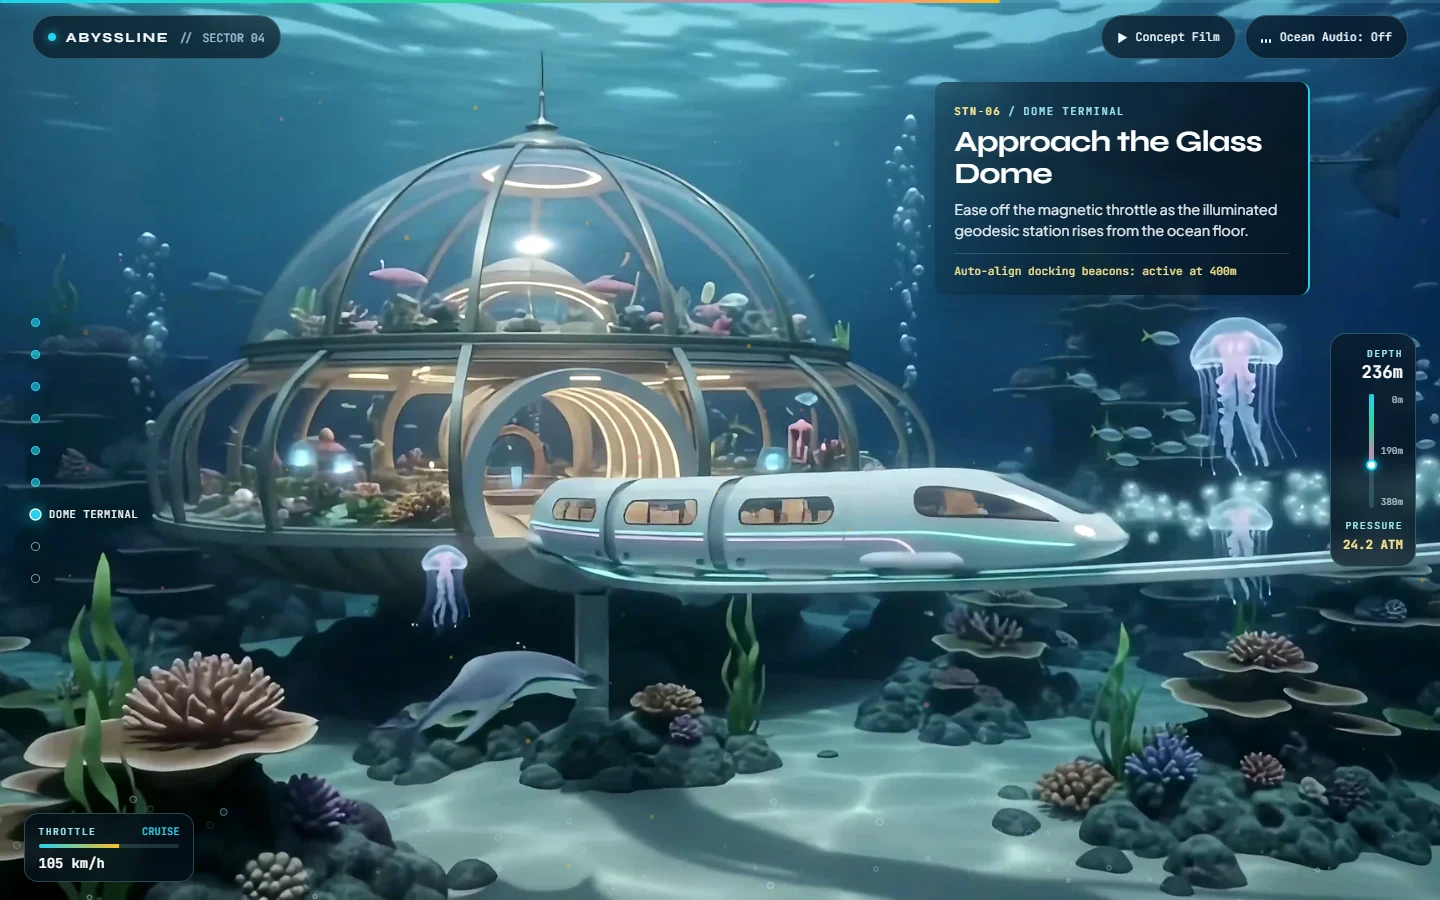 ABYSSLINE // SECTOR 04
Concept Film
Ocean Audio: Off
STN-06 / DOME TERMINAL
Approach the Glass
Dome
Ease off the magnetic throttle as the illuminated
geodesic station rises from the ocean floor.
Auto-align docking beacons: active at 400m
DEPTH
236m
0m
190m
380m
PRESSURE
24.2 ATM
DOME TERMINAL
THROTTLE CRUISE
105 km/h